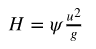 H = ψ u²/g